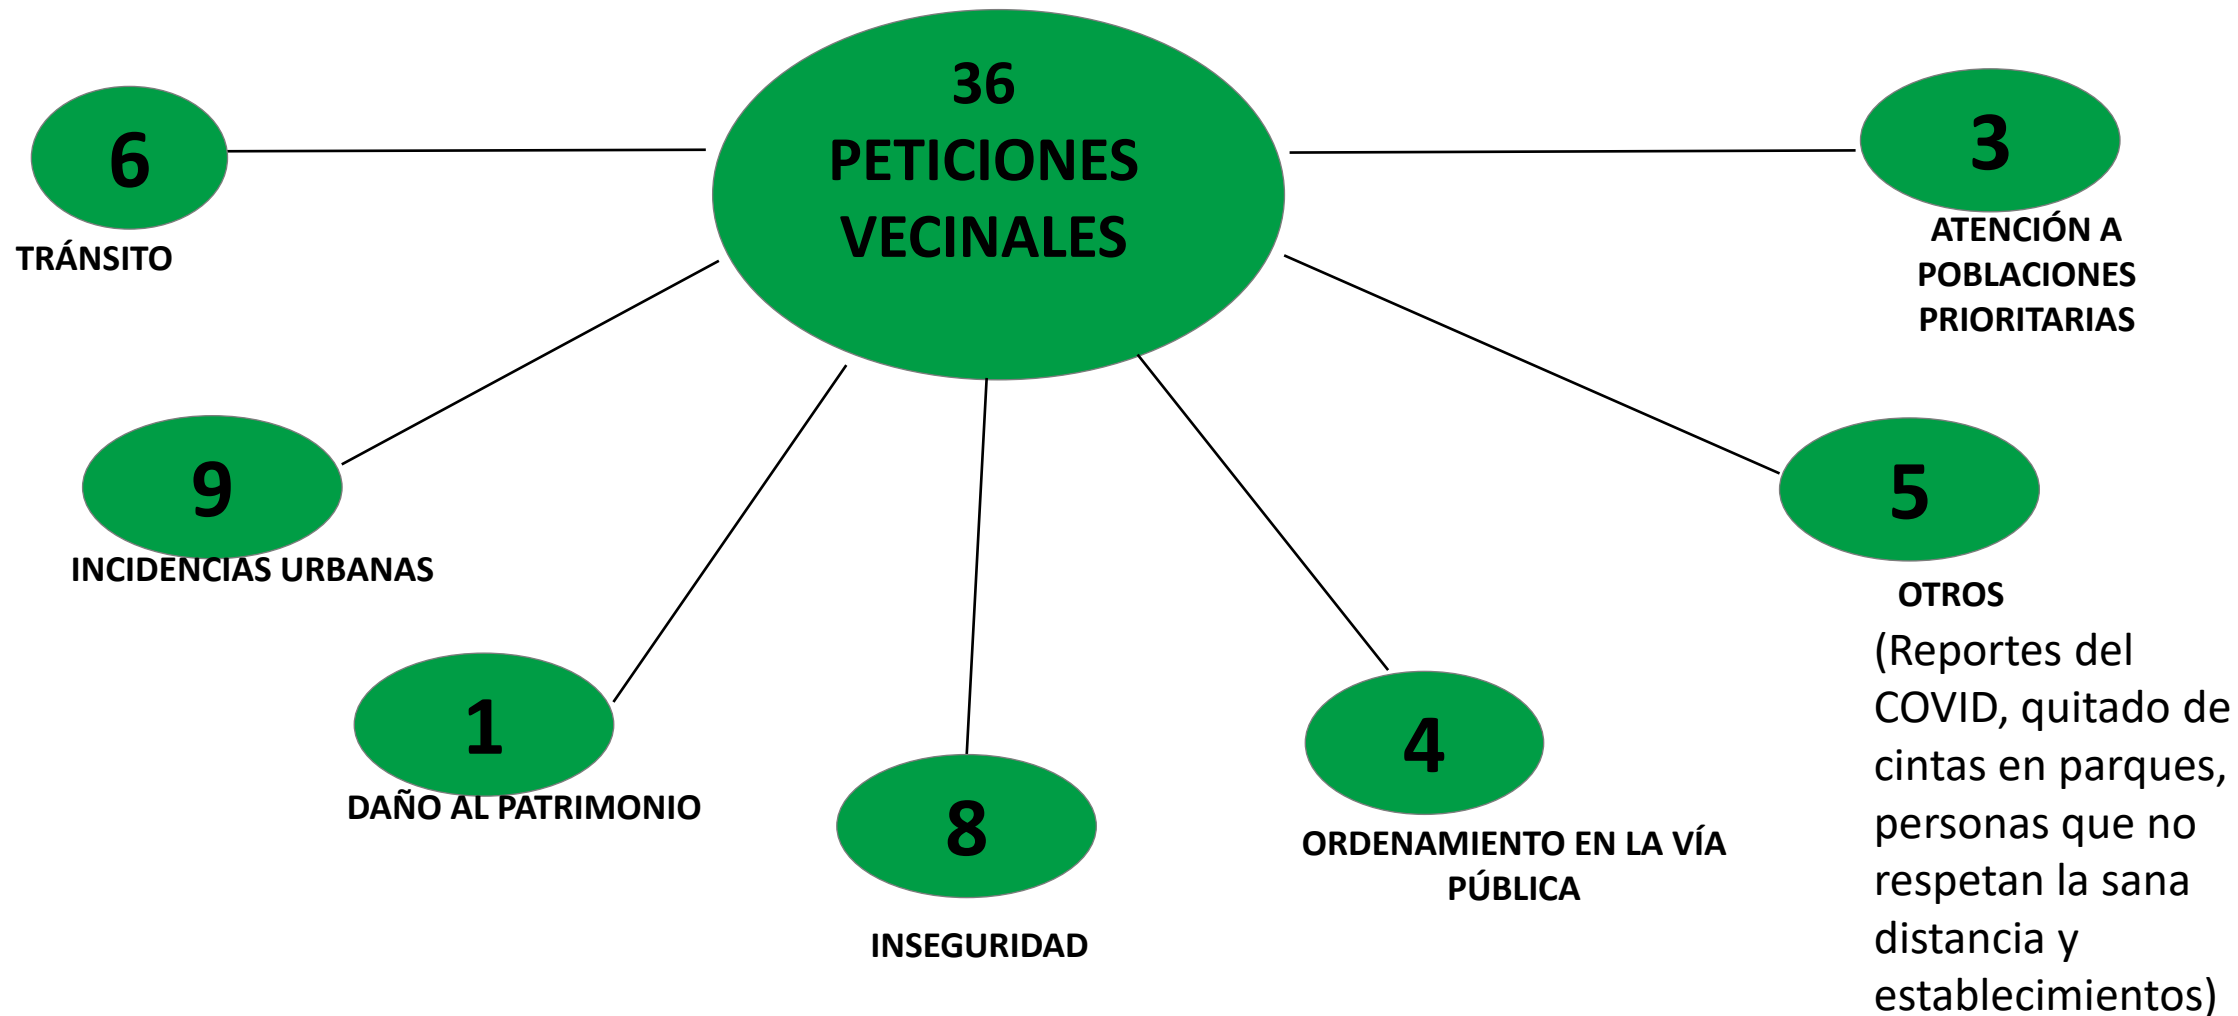 36
PETICIONES
VECINALES
6
TRÁNSITO
9
INCIDENCIAS URBANAS
1
DAÑO AL PATRIMONIO
8
INSEGURIDAD
4
ORDENAMIENTO EN LA VÍA
PÚBLICA
5
OTROS
(Reportes del
COVID, quitado de
cintas en parques,
personas que no
respetan la sana
distancia y
establecimientos)
3
ATENCIÓN A
POBLACIONES
PRIORITARIAS